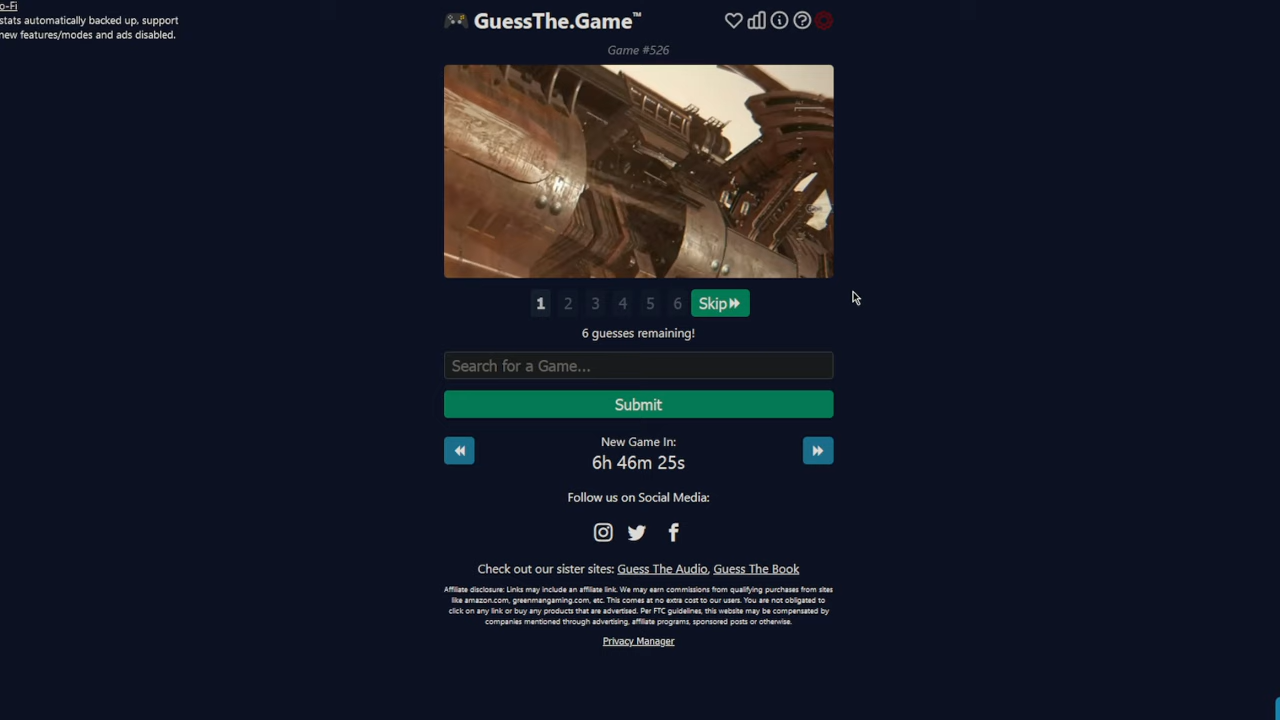 o-Fi
stats automatically backed up, support
new features/modes and ads disabled.
GuessThe.Game™
Game #526
1 2 3 4 5 6 Skip
6 guesses remaining!
Search for a Game...
Submit
New Game In:
6h 46m 25s
Follow us on Social Media:
Check out our sister sites: Guess The Audio, Guess The Book
Affiliate disclosure: Links may include an affiliate link. We may earn commissions from qualifying purchases from sites
like amazon.com, greenmangaming.com, etc. This comes at no extra cost to our users. You are not obligated to
click on any link or buy any products that are advertised. Per FTC guidelines, this website may be compensated by
companies mentioned through advertising, affiliate programs, sponsored posts or otherwise.
Privacy Manager